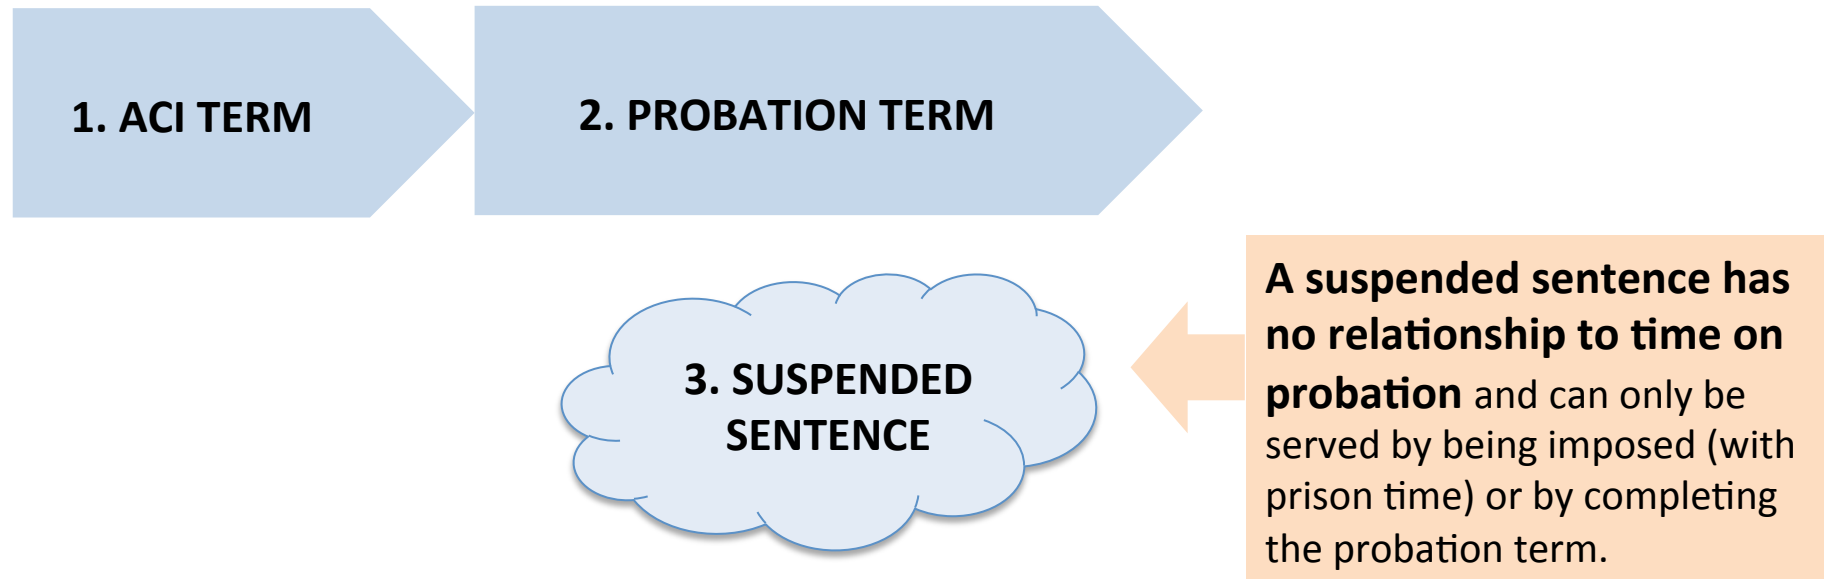 1. ACI TERM
2. PROBATION TERM
3. SUSPENDED
SENTENCE
A suspended sentence has
no relationship to time on
probation and can only be
served by being imposed (with
prison time) or by completing
the probation term.